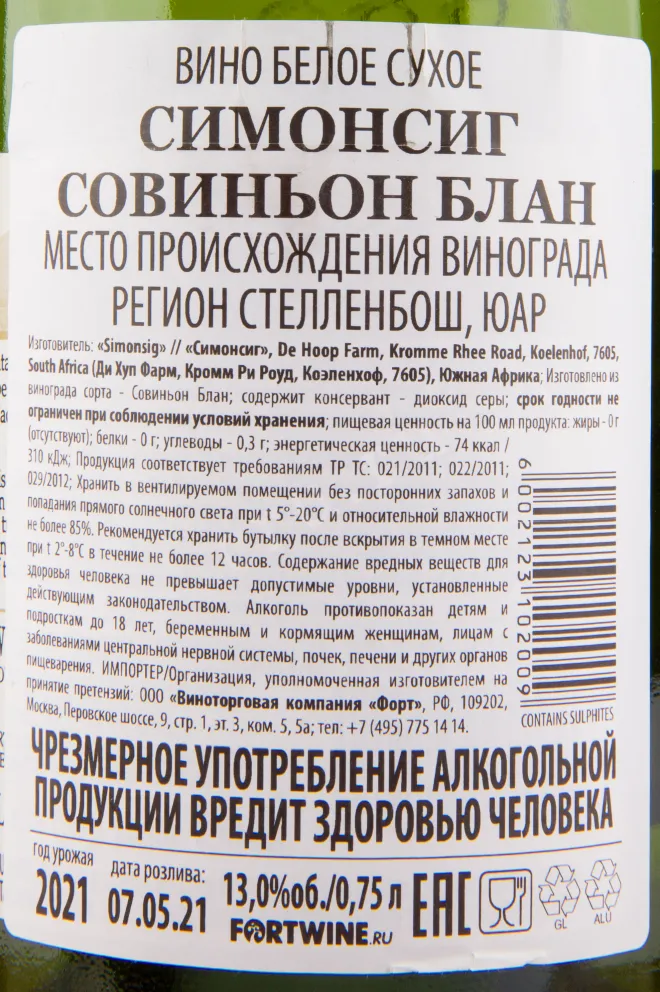 ВИНО БЕЛОЕ СУХОЕ
СИМОНСИГ
СОВИНЬОН БЛАН
МЕСТО ПРОИСХОЖДЕНИЯ ВИНОГРАДА
РЕГИОН СТЕЛЛЕНБОШ, ЮАР
Изготовитель: «Simonsig» // «Симонсиг», De Hoop Farm, Kromme Rhee Road, Koelenhof, 7605,
South Africa (Ди Хуп Фарм, Кромм Ри Роуд, Коэленхоф, 7605), Южная Африка; Изготовлено из
винограда сорта - Совиньон Блан; содержит консервант - диоксид серы; срок годности не
ограничен при соблюдении условий хранения; пищевая ценность на 100 мл продукта: жиры - 0 г
(отсутствуют); белки - 0 г; углеводы - 0,3 г; энергетическая ценность - 74 ккал /
310 кДж; Продукция соответствует требованиям ТР ТС: 021/2011; 022/2011;
029/2012; Хранить в вентилируемом помещении без посторонних запахов и
попадания прямого солнечного света при t 5°-20°C и относительной влажности
не более 85%. Рекомендуется хранить бутылку после вскрытия в темном месте
при t 2°-8°C в течение не более 12 часов. Содержание вредных веществ для
здоровья человека не превышает допустимые уровни, установленные
действующим законодательством. Алкоголь противопоказан детям и
подросткам до 18 лет, беременным и кормящим женщинам, лицам с
заболеваниями центральной нервной системы, почек, печени и других органов
пищеварения. ИМПОРТЕР/Организация, уполномоченная изготовителем на
принятие претензий: ООО «Виноторговая компания «Форт», РФ, 109202,
Москва, Перовское шоссе, 9, стр. 1, эт. 3, ком. 5, 5а; тел: +7 (495) 775 14 14.
6 002123 102009
CONTAINS SULPHITES
ЧРЕЗМЕРНОЕ УПОТРЕБЛЕНИЕ АЛКОГОЛЬНОЙ
ПРОДУКЦИИ ВРЕДИТ ЗДОРОВЬЮ ЧЕЛОВЕКА
год урожая
2021
дата розлива:
07.05.21
13,0%об./0,75 л
FORTWINE.RU
EAC
GL
ALU